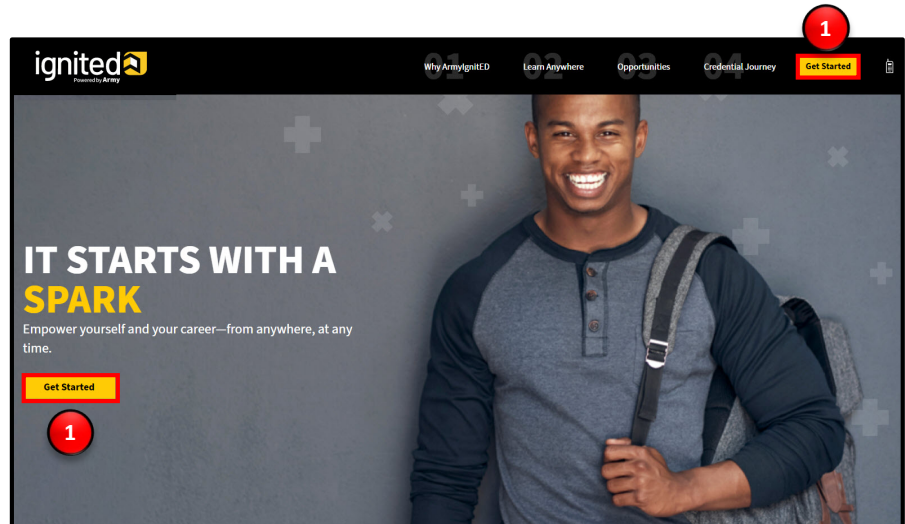 1
ignited
Powered by Army
01 Why ArmyIgnitED
02 Learn Anywhere
03 Opportunities
04 Credential Journey
Get Started
IT STARTS WITH A
SPARK
Empower yourself and your career—from anywhere, at any
time.
Get Started
1